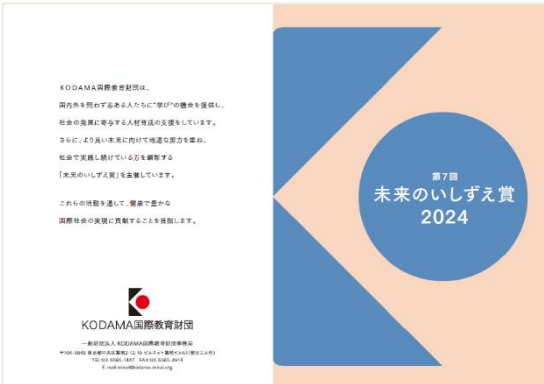 KODAMA国際教育財団は、
国内外を問わず志ある人たちに"学び"の機会を提供し、
社会の発展に寄与する人材育成の支援をしています。
さらに、より良い未来に向けて地道な努力を重ね、
社会で実践し続けている方を顕彰する
「未来のいしずえ賞」を主催しています。
これらの活動を通して、健康で豊かな
国際社会の実現に貢献することを目指します。
KODAMA国際教育財団
一般財団法人 KODAMA国際教育財団事務局
E-mail:mirai@kodama-mirai.org
第7回
未来のいしずえ賞
2024